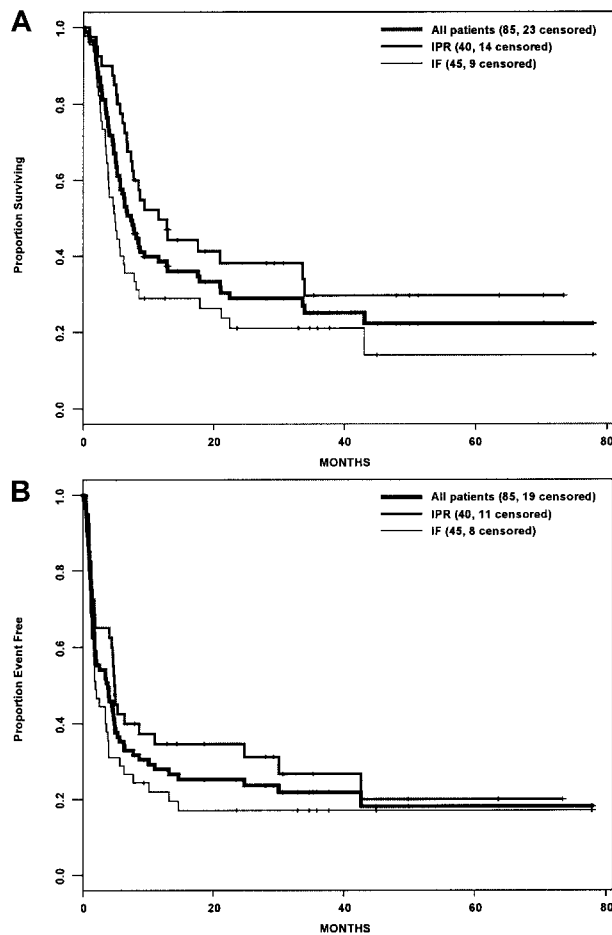 A
All patients (85, 23 censored)
IPR (40, 14 censored)
IF (45, 9 censored)
Proportion Surviving
1.0
0.8
0.6
0.4
0.2
0.0
0 20 40 60 80
MONTHS
B
All patients (85, 19 censored)
IPR (40, 11 censored)
IF (45, 8 censored)
Proportion Event Free
1.0
0.8
0.6
0.4
0.2
0.0
0 20 40 60 80
MONTHS